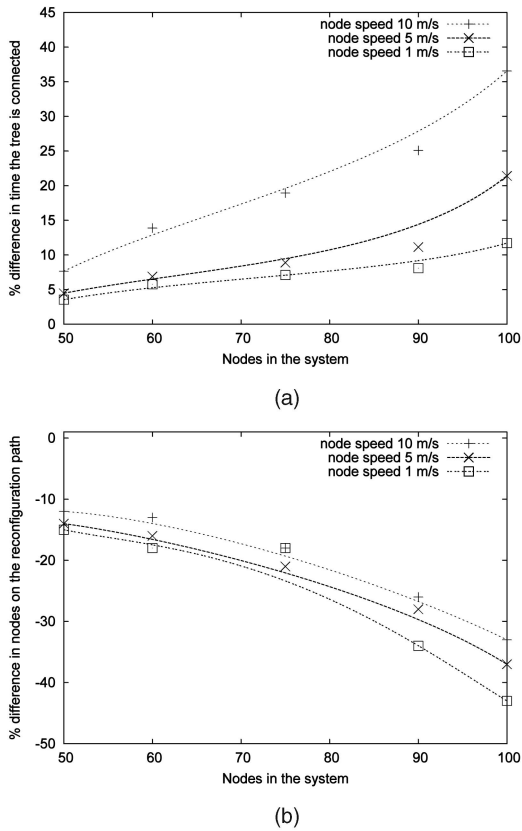 45
40
35
30
25
20
15
10
5
0
% difference in time the tree is connected
node speed 10 m/s
node speed 5 m/s
node speed 1 m/s
50 60 70 80 90 100
Nodes in the system
(a)
0
-10
-20
-30
-40
-50
% difference in nodes on the reconfiguration path
node speed 10 m/s
node speed 5 m/s
node speed 1 m/s
50 60 70 80 90 100
Nodes in the system
(b)